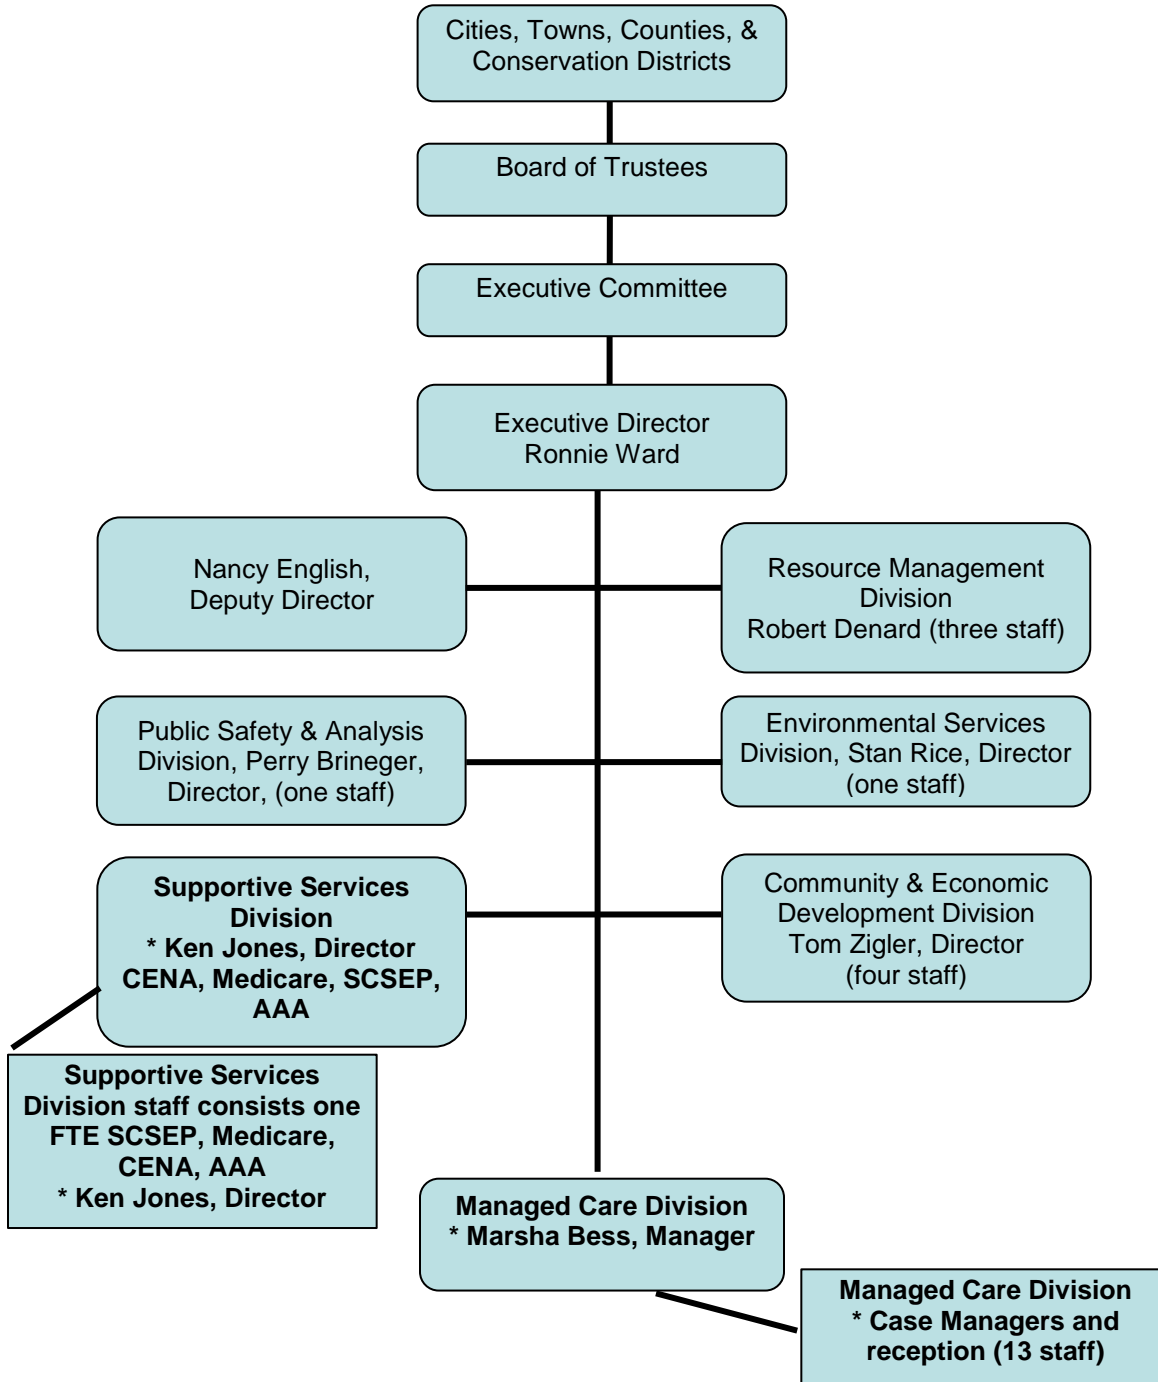 Cities, Towns, Counties, &
Conservation Districts
Board of Trustees
Executive Committee
Executive Director
Ronnie Ward
Nancy English,
Deputy Director
Resource Management
Division
Robert Denard (three staff)
Public Safety & Analysis
Division, Perry Brineger,
Director, (one staff)
Environmental Services
Division, Stan Rice, Director
(one staff)
Supportive Services
Division
* Ken Jones, Director
CENA, Medicare, SCSEP,
AAA
Community & Economic
Development Division
Tom Zigler, Director
(four staff)
Supportive Services
Division staff consists one
FTE SCSEP, Medicare,
CENA, AAA
* Ken Jones, Director
Managed Care Division
* Marsha Bess, Manager
Managed Care Division
* Case Managers and
reception (13 staff)